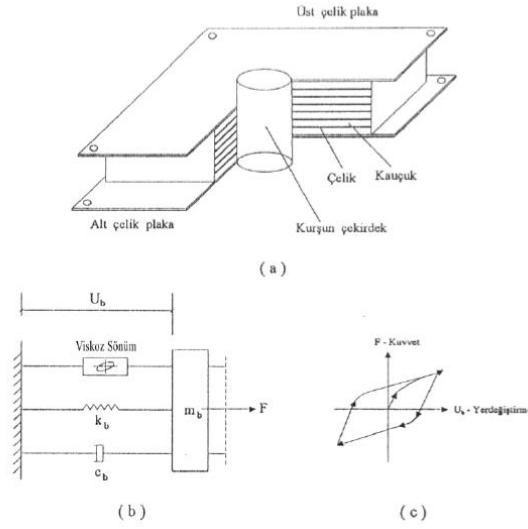 Üst çelik plaka
Çelik
Kauçuk
Alt çelik plaka
Kurşun çekirdek
( a )
U_b
Viskoz Sönüm
k_b
m_b
F
c_b
( b )
F - Kuvvet
U_b - Yerdeğiştirme
( c )